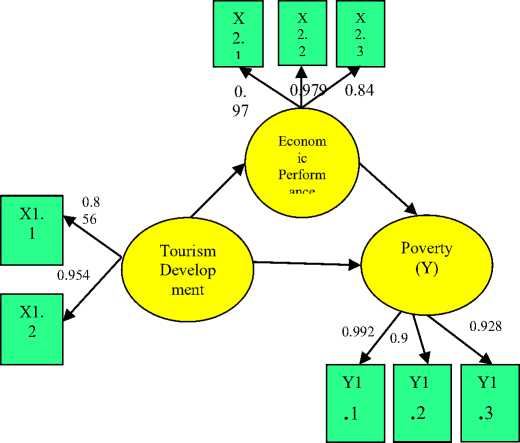 X
2.
1
X
2.
2
X
2.
3
0.
97
0.979
0.84
Econom
ic
Perform
ance
X1.
1
0.8
56
0.954
X1.
2
Tourism
Develop
ment
Poverty
(Y)
0.992
0.9
0.928
Y1
.1
Y1
.2
Y1
.3